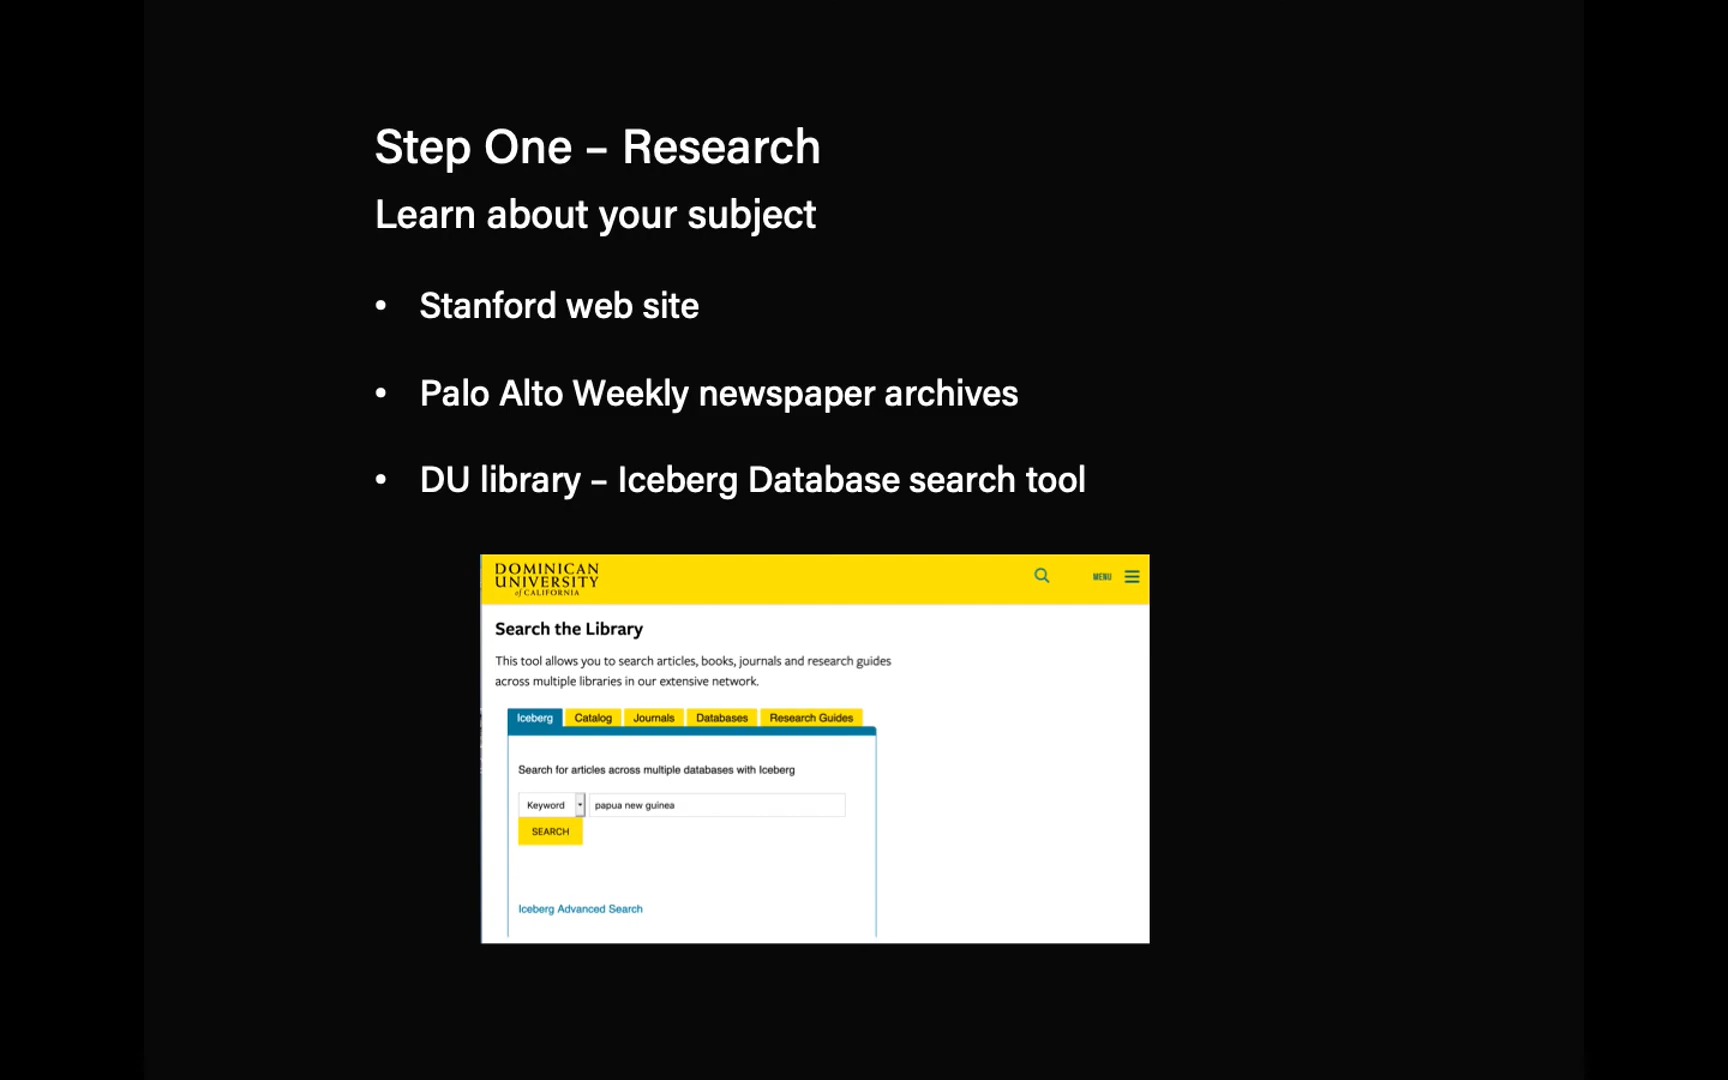 Step One – Research
Learn about your subject
• Stanford web site
• Palo Alto Weekly newspaper archives
• DU library – Iceberg Database search tool
DOMINICAN
UNIVERSITY
of CALIFORNIA
MENU
Search the Library
This tool allows you to search articles, books, journals and research guides
across multiple libraries in our extensive network.
Iceberg Catalog Journals Databases Research Guides
Search for articles across multiple databases with Iceberg
Keyword papua new guinea
SEARCH
Iceberg Advanced Search